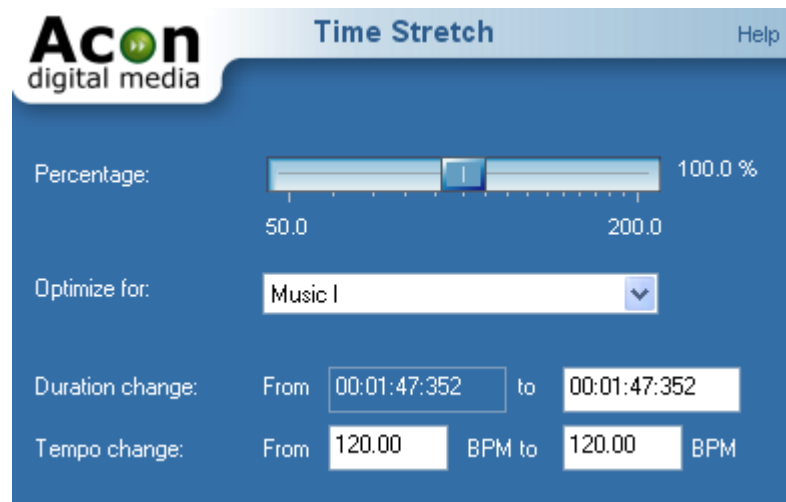 Acon
digital media
Time Stretch
Help
Percentage:
100.0 %
50.0
200.0
Optimize for:
Music I
Duration change:
From 00:01:47:352 to 00:01:47:352
Tempo change:
From 120.00 BPM to 120.00 BPM